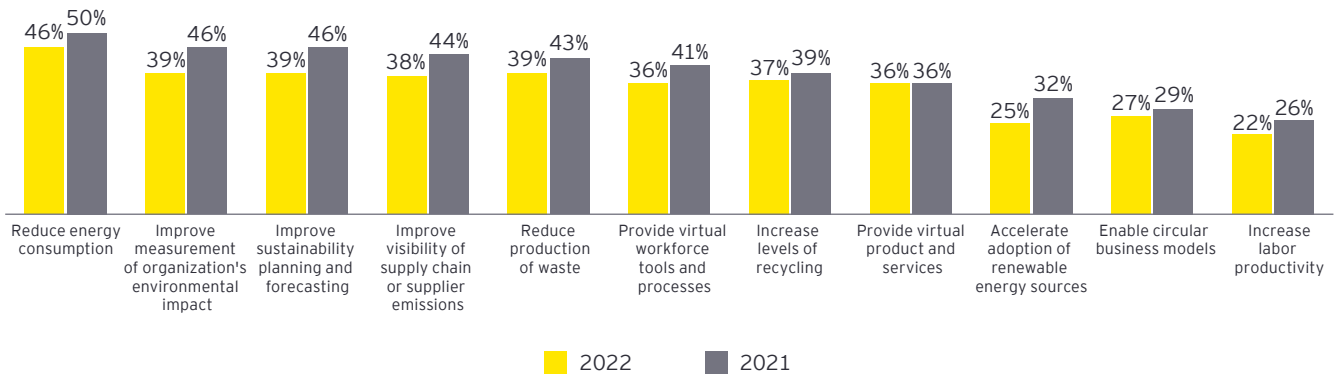 46% 50%
39% 46%
39% 46%
38% 44%
39% 43%
36% 41%
37% 39%
36% 36%
25% 32%
27% 29%
22% 26%
Reduce energy
consumption
Improve
measurement
of organization's
environmental
impact
Improve
sustainability
planning and
forecasting
Improve
visibility of
supply chain
or supplier
emissions
Reduce
production
of waste
Provide virtual
workforce
tools and
processes
Increase
levels of
recycling
Provide virtual
product and
services
Accelerate
adoption of
renewable
energy sources
Enable circular
business models
Increase
labor
productivity
2022
2021